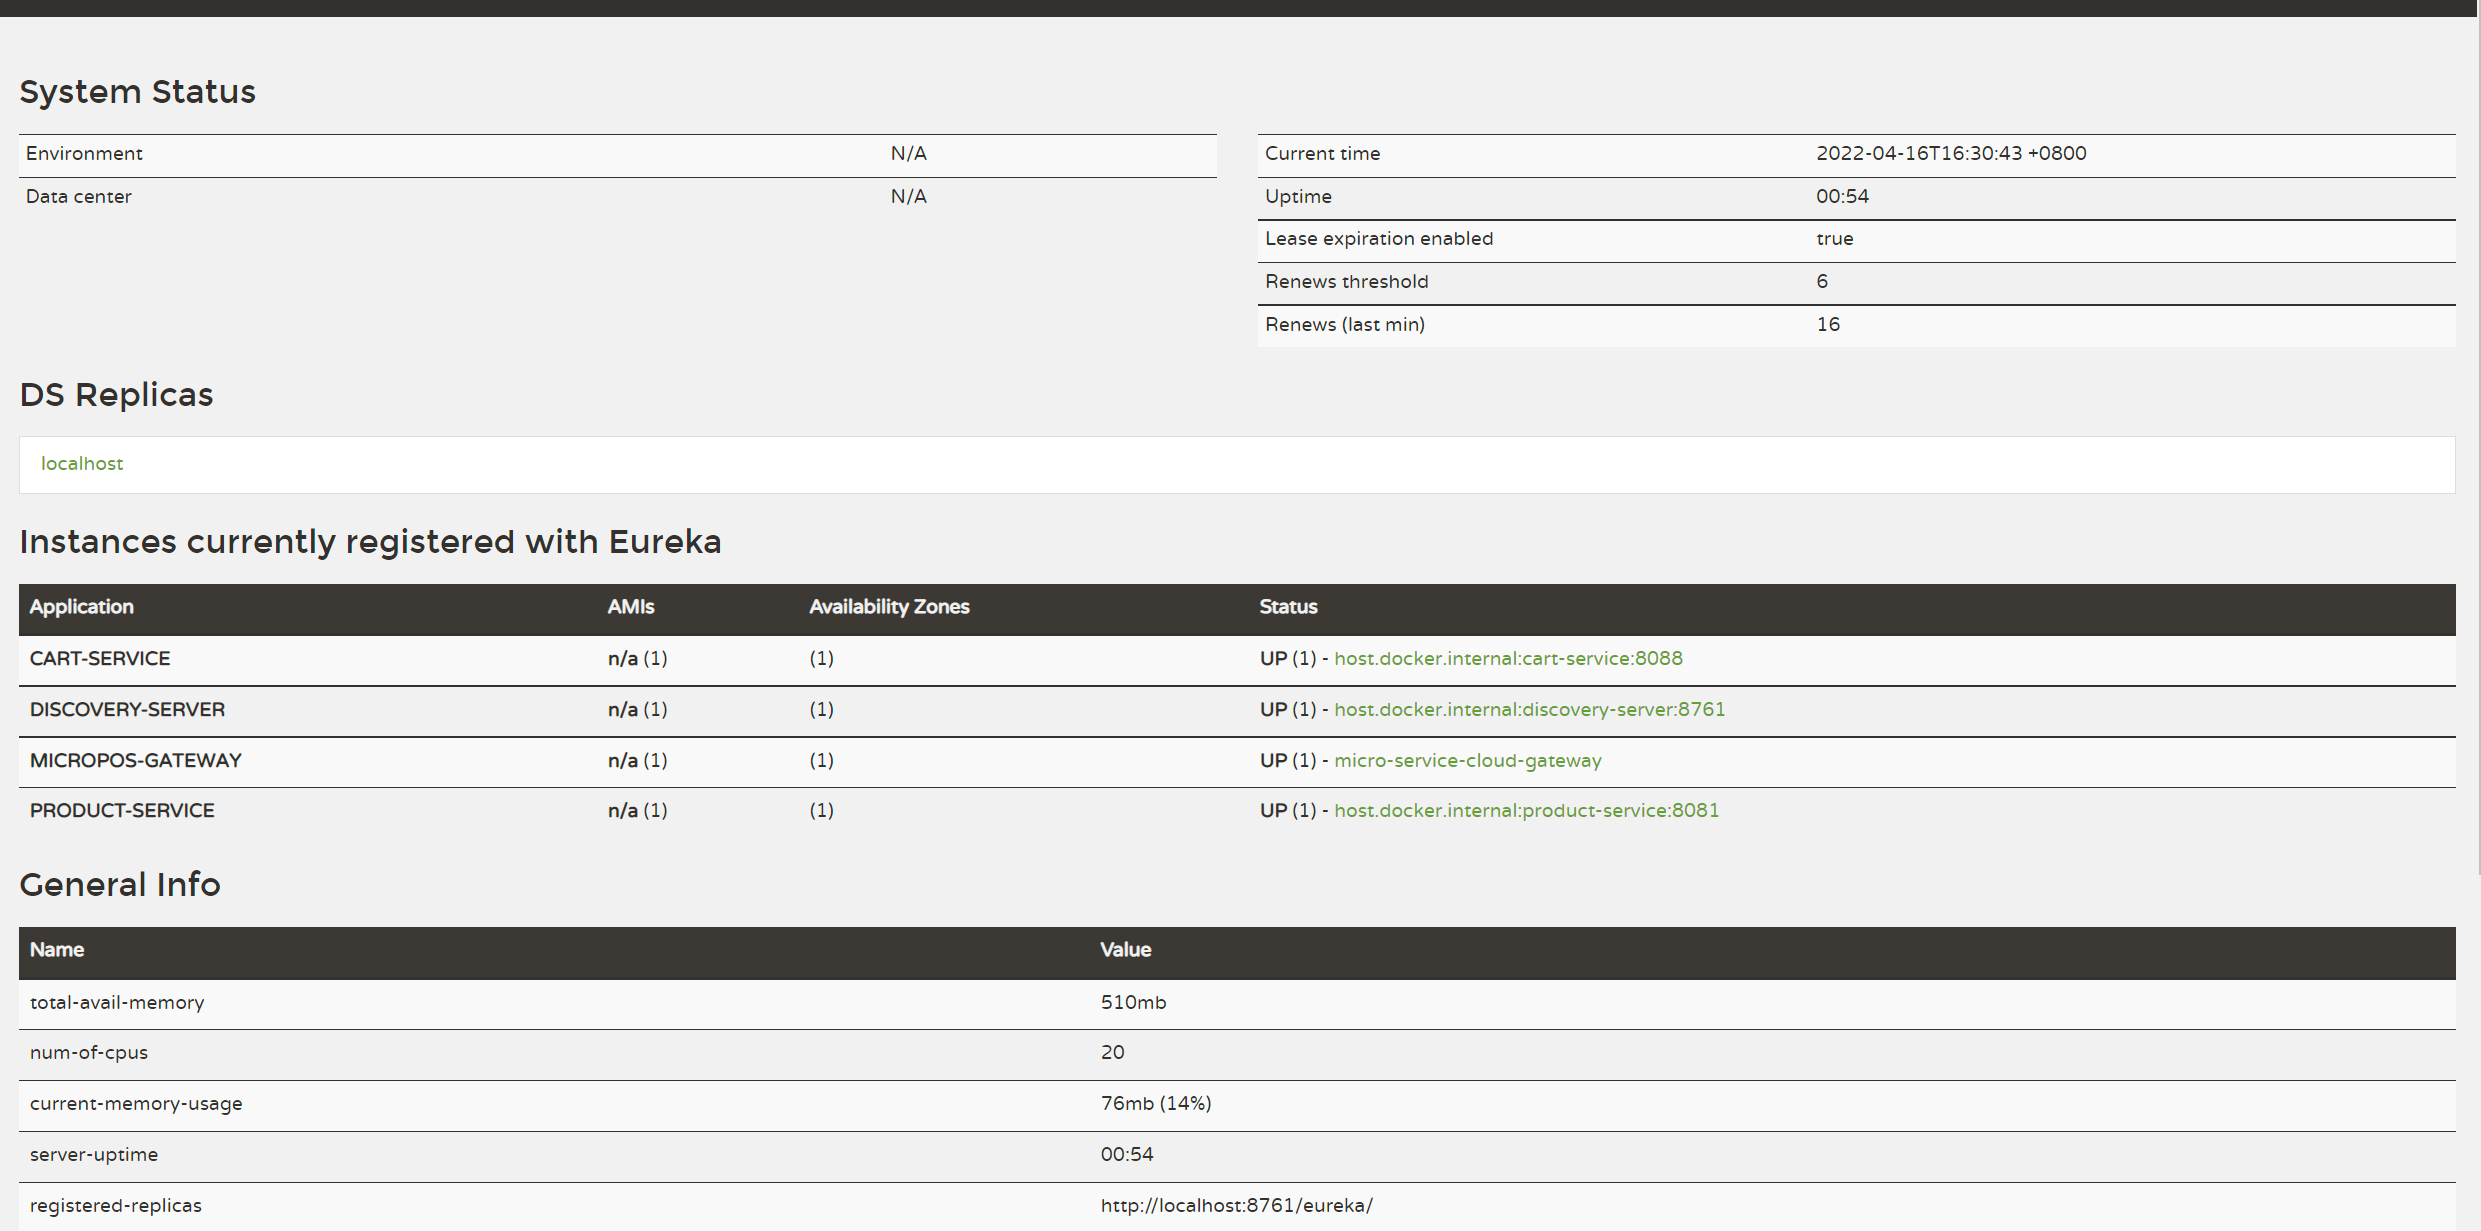 System Status
Environment N/A
Data center N/A
Current time 2022-04-16T16:30:43 +0800
Uptime 00:54
Lease expiration enabled true
Renews threshold 6
Renews (last min) 16
DS Replicas
localhost
Instances currently registered with Eureka
Application AMIs Availability Zones Status
CART-SERVICE n/a (1) (1) UP (1) - host.docker.internal:cart-service:8088
DISCOVERY-SERVER n/a (1) (1) UP (1) - host.docker.internal:discovery-server:8761
MICROPOS-GATEWAY n/a (1) (1) UP (1) - micro-service-cloud-gateway
PRODUCT-SERVICE n/a (1) (1) UP (1) - host.docker.internal:product-service:8081
General Info
Name Value
total-avail-memory 510mb
num-of-cpus 20
current-memory-usage 76mb (14%)
server-uptime 00:54
registered-replicas http://localhost:8761/eureka/